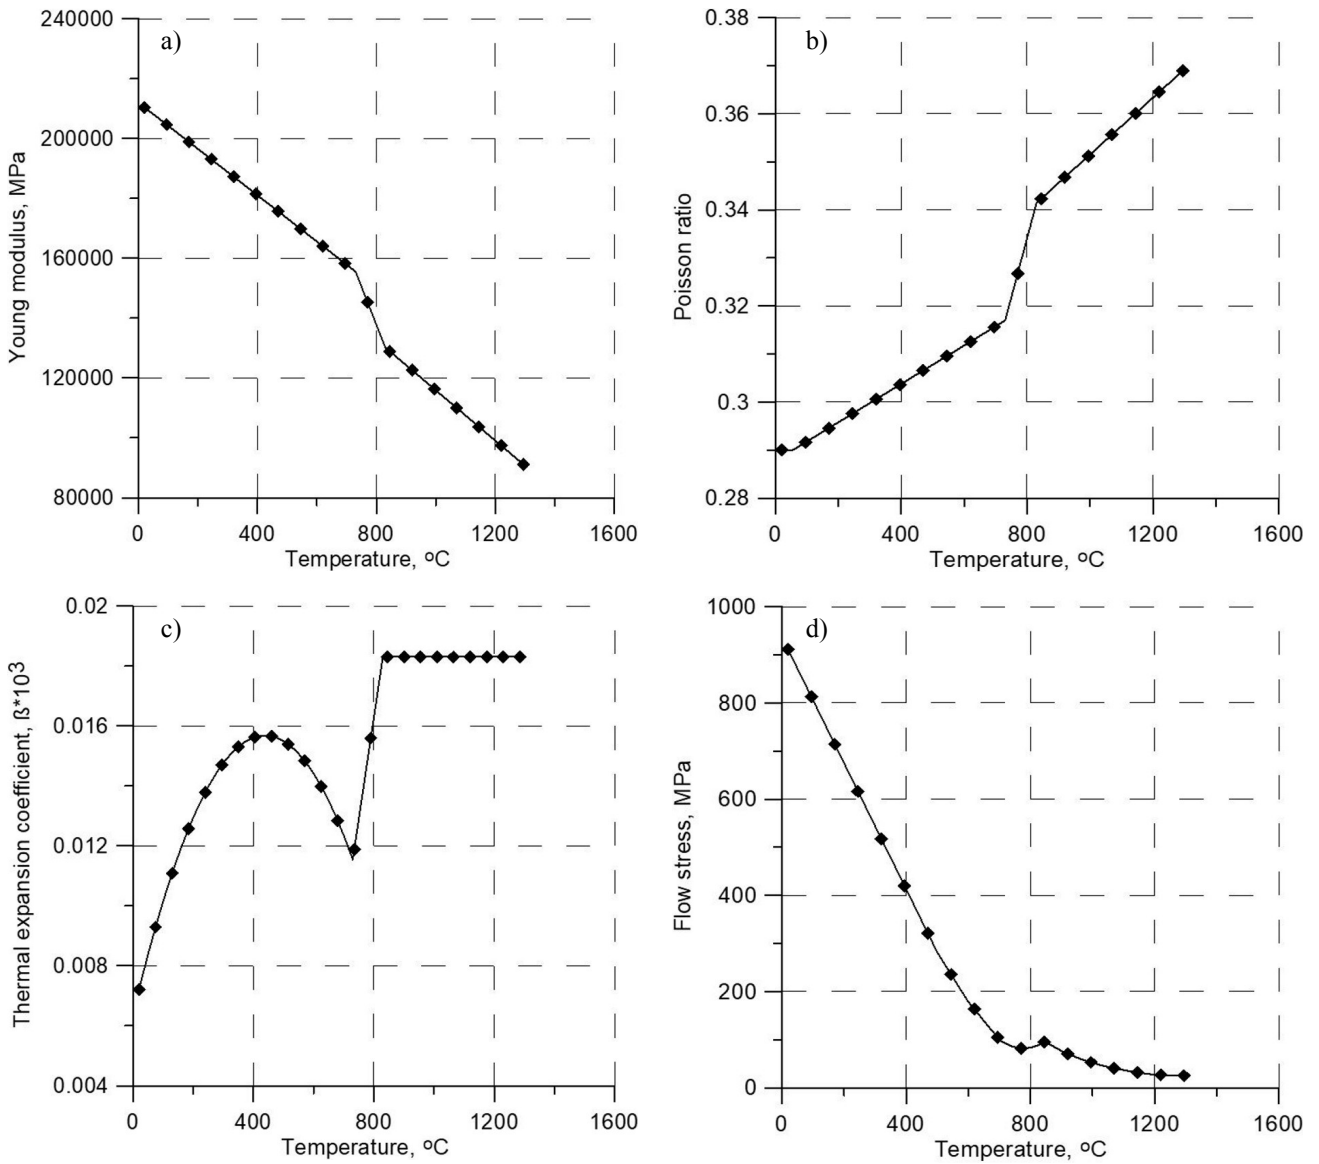 a)
240000
200000
160000
120000
80000
Young modulus, MPa
0 400 800 1200 1600
Temperature, ºC
b)
0.38
0.36
0.34
0.32
0.3
0.28
Poisson ratio
0 400 800 1200 1600
Temperature, ºC
c)
0.02
0.016
0.012
0.008
0.004
Thermal expansion coefficient, ß*10³
0 400 800 1200 1600
Temperature, ºC
d)
1000
800
600
400
200
0
Flow stress, MPa
0 400 800 1200 1600
Temperature, ºC